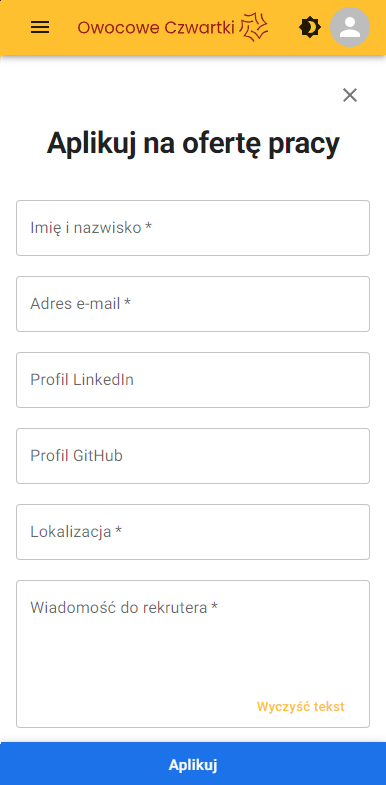 Owocowe Czwartki
Aplikuj na ofertę pracy
Imię i nazwisko *
Adres e-mail *
Profil LinkedIn
Profil GitHub
Lokalizacja *
Wiadomość do rekrutera *
Wyczyść tekst
Aplikuj